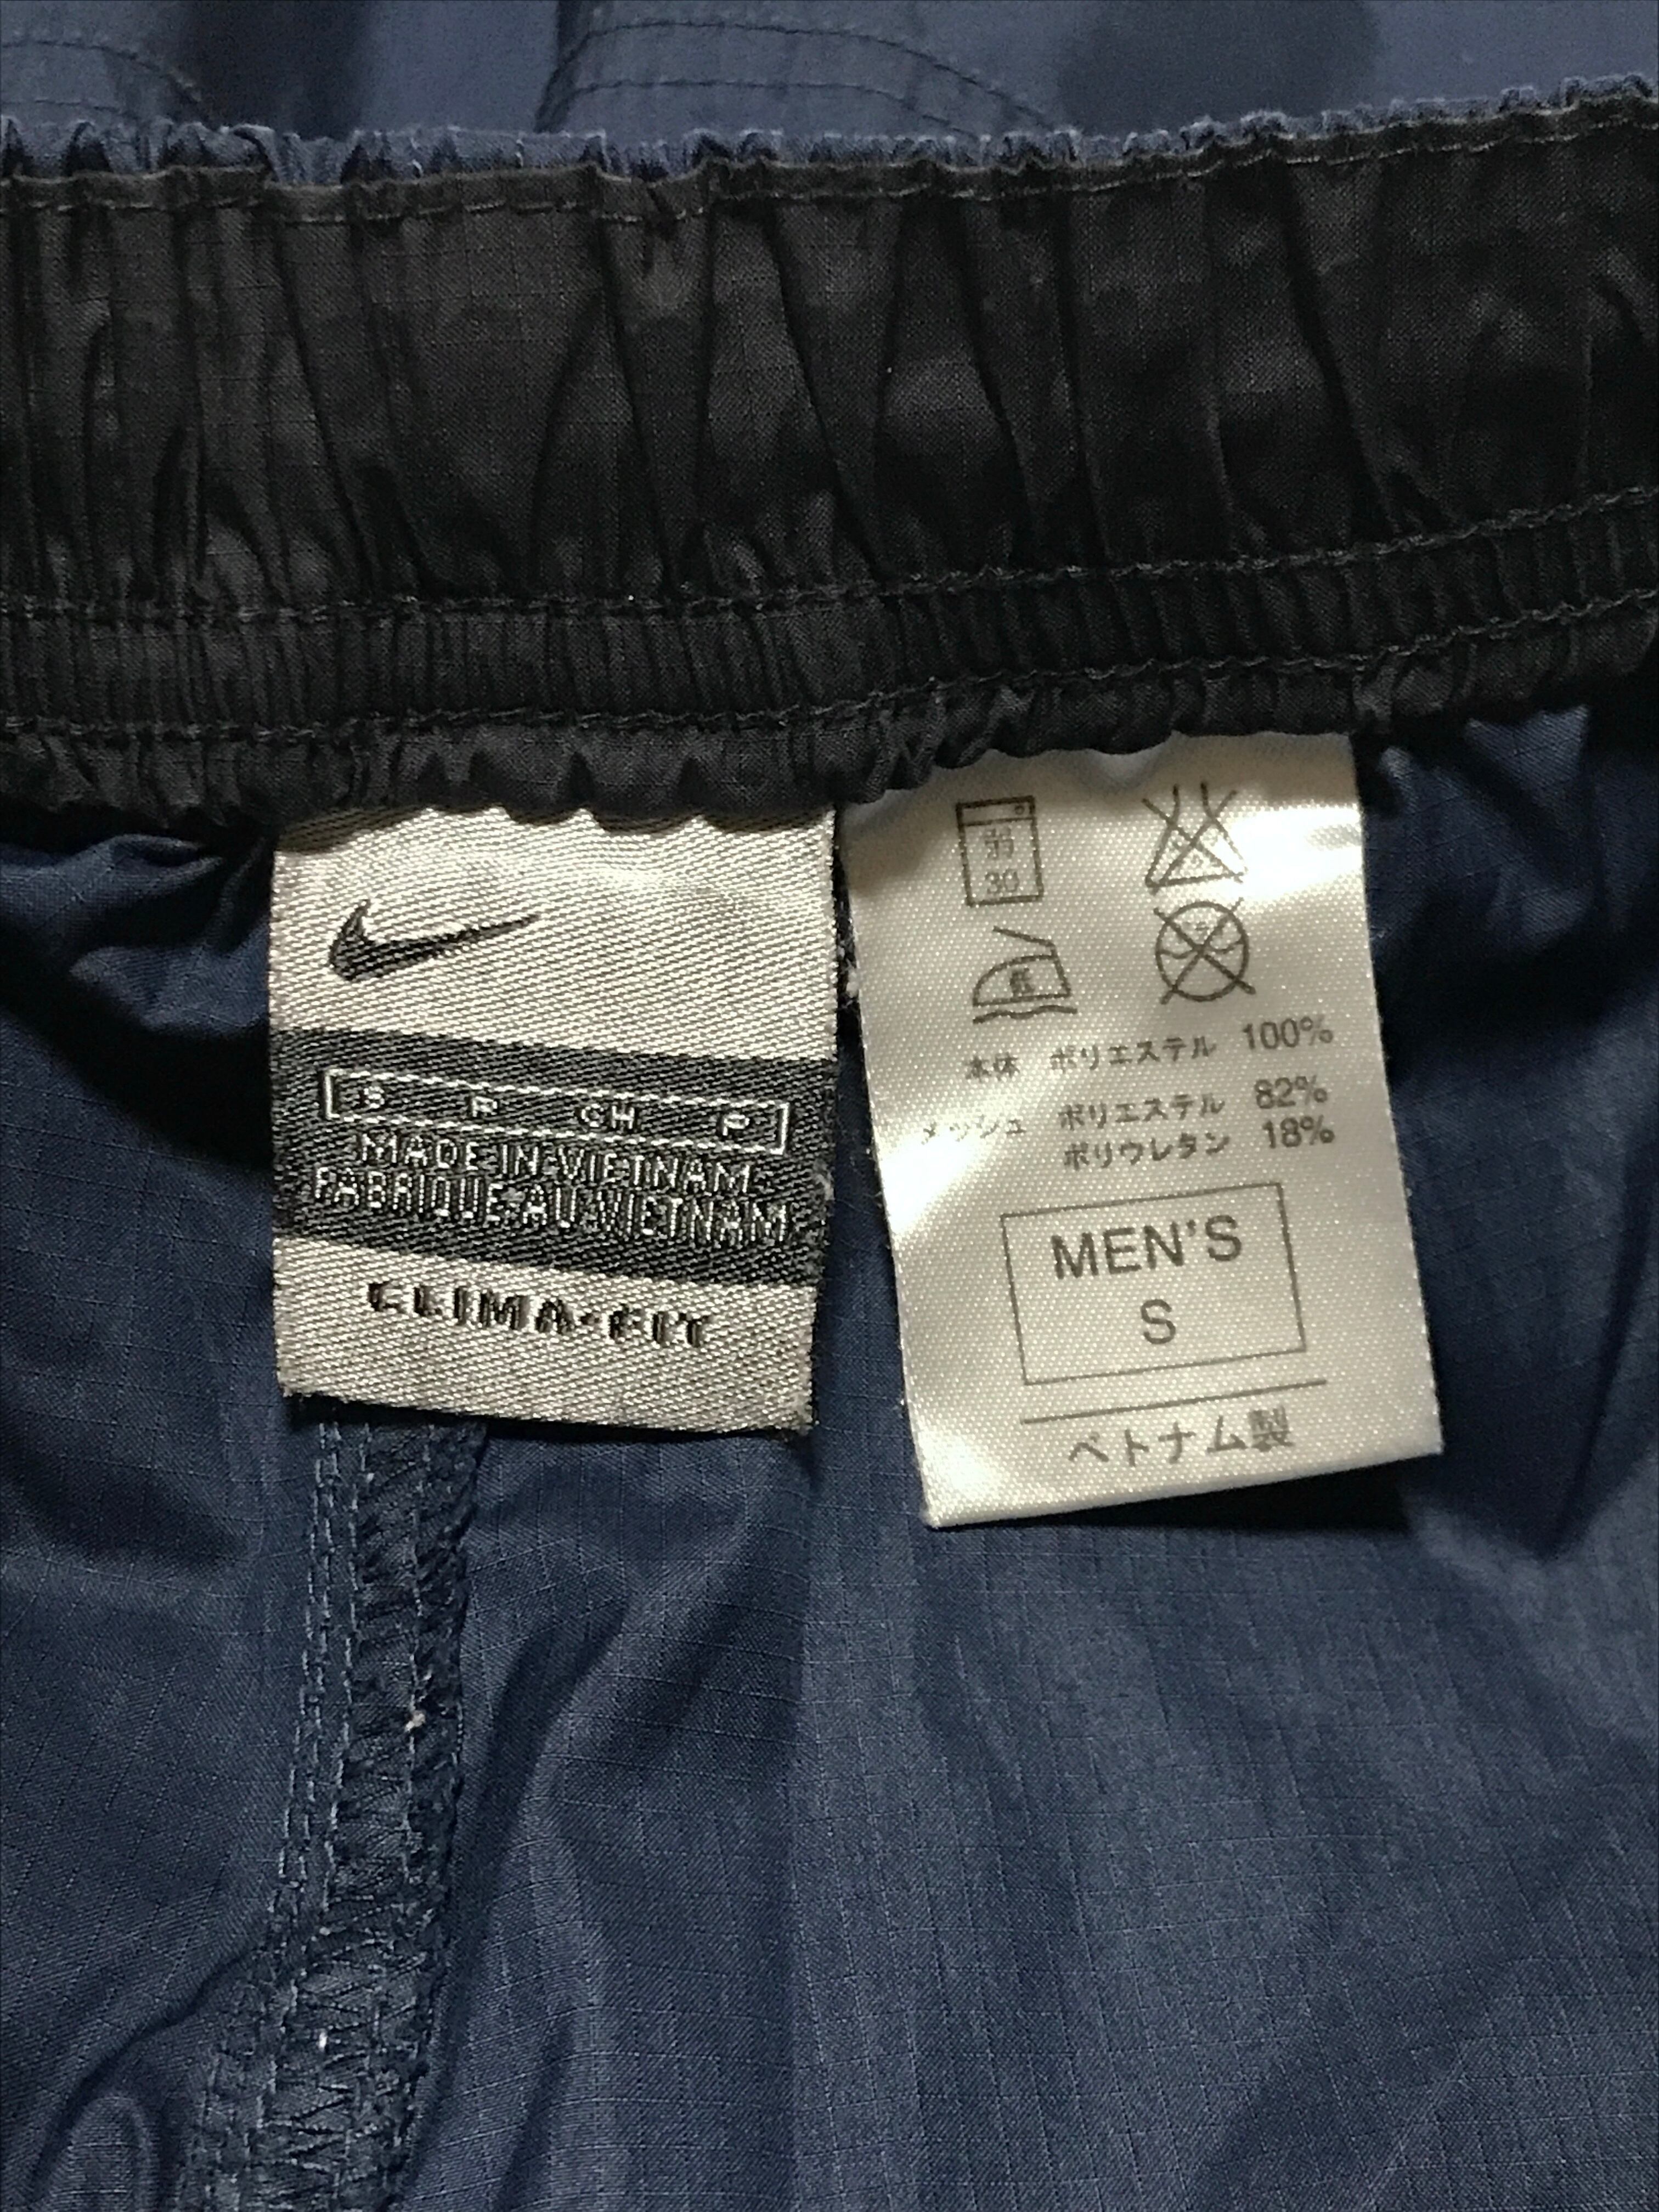 S P CH P
MADE IN VIETNAM
FABRIQUE AU VIETNAM
CLIMA-FIT
弱
30
低
本体 ポリエステル 100%
メッシュ ポリエステル 82%
ポリウレタン 18%
MEN'S
S
ベトナム製